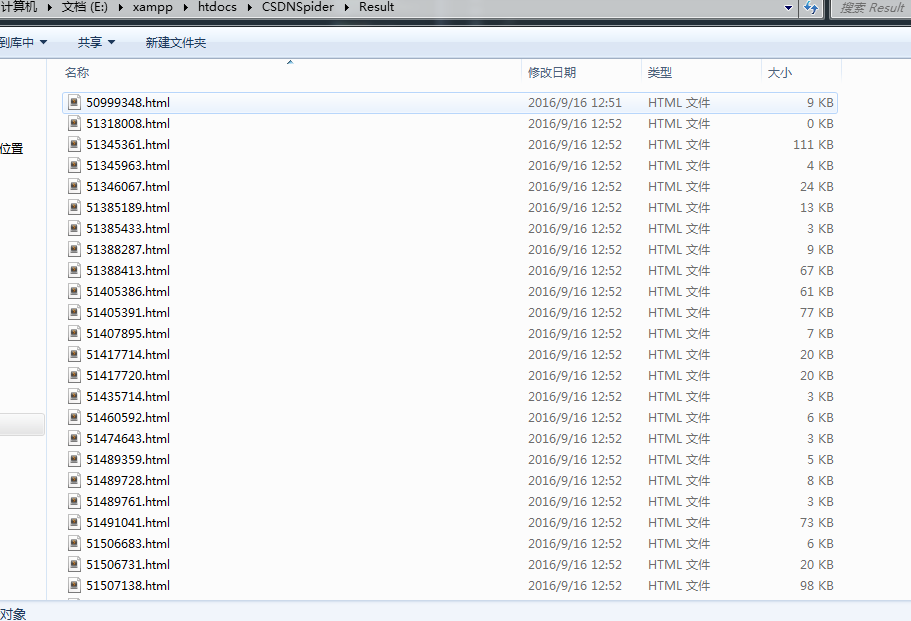 计算机 文档 (E:) xampp htdocs CSDNSpider Result 搜索 Result
到库中 共享 新建文件夹
名称 修改日期 类型 大小
50999348.html 2016/9/16 12:51 HTML 文件 9 KB
51318008.html 2016/9/16 12:52 HTML 文件 0 KB
51345361.html 2016/9/16 12:52 HTML 文件 111 KB
位置
51345963.html 2016/9/16 12:52 HTML 文件 4 KB
51346067.html 2016/9/16 12:52 HTML 文件 24 KB
51385189.html 2016/9/16 12:52 HTML 文件 13 KB
51385433.html 2016/9/16 12:52 HTML 文件 3 KB
51388287.html 2016/9/16 12:52 HTML 文件 9 KB
51388413.html 2016/9/16 12:52 HTML 文件 67 KB
51405386.html 2016/9/16 12:52 HTML 文件 61 KB
51405391.html 2016/9/16 12:52 HTML 文件 77 KB
51407895.html 2016/9/16 12:52 HTML 文件 7 KB
51417714.html 2016/9/16 12:52 HTML 文件 20 KB
51417720.html 2016/9/16 12:52 HTML 文件 20 KB
51435714.html 2016/9/16 12:52 HTML 文件 3 KB
51460592.html 2016/9/16 12:52 HTML 文件 6 KB
51474643.html 2016/9/16 12:52 HTML 文件 3 KB
51489359.html 2016/9/16 12:52 HTML 文件 5 KB
51489728.html 2016/9/16 12:52 HTML 文件 8 KB
51489761.html 2016/9/16 12:52 HTML 文件 3 KB
51491041.html 2016/9/16 12:52 HTML 文件 73 KB
51506683.html 2016/9/16 12:52 HTML 文件 6 KB
51506731.html 2016/9/16 12:52 HTML 文件 20 KB
51507138.html 2016/9/16 12:52 HTML 文件 98 KB
对象